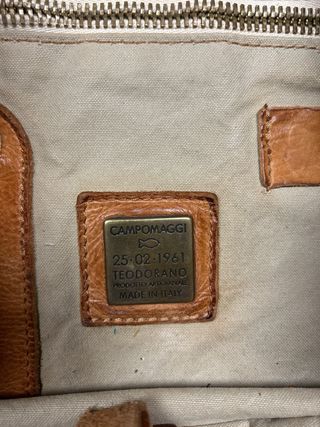 CAMPOMAGGI
25·02·1961
TEODORANO
PRODOTTO ARTIGIANALE
MADE IN ITALY